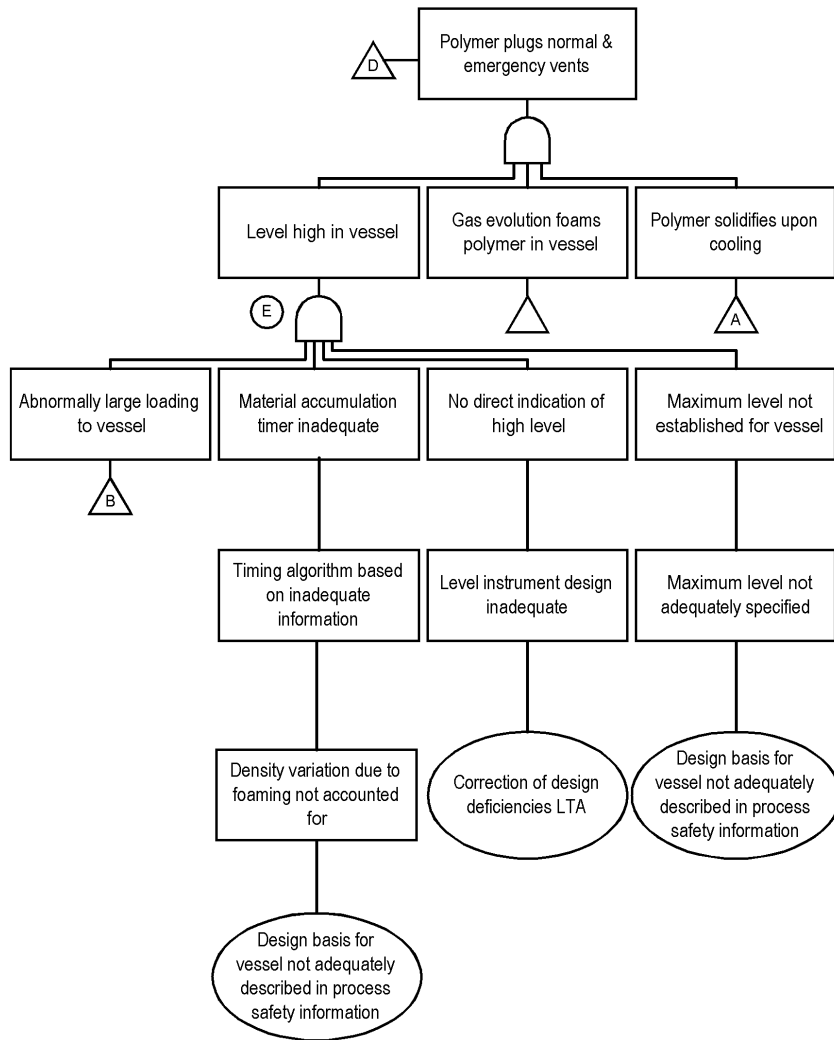 Polymer plugs normal &
emergency vents
D
Level high in vessel
Gas evolution foams
polymer in vessel
Polymer solidifies upon
cooling
E
A
Abnormally large loading
to vessel
Material accumulation
timer inadequate
No direct indication of
high level
Maximum level not
established for vessel
B
Timing algorithm based
on inadequate
information
Level instrument design
inadequate
Maximum level not
adequately specified
Density variation due to
foaming not accounted
for
Correction of design
deficiencies LTA
Design basis for
vessel not adequately
described in process
safety information
Design basis for
vessel not adequately
described in process
safety information